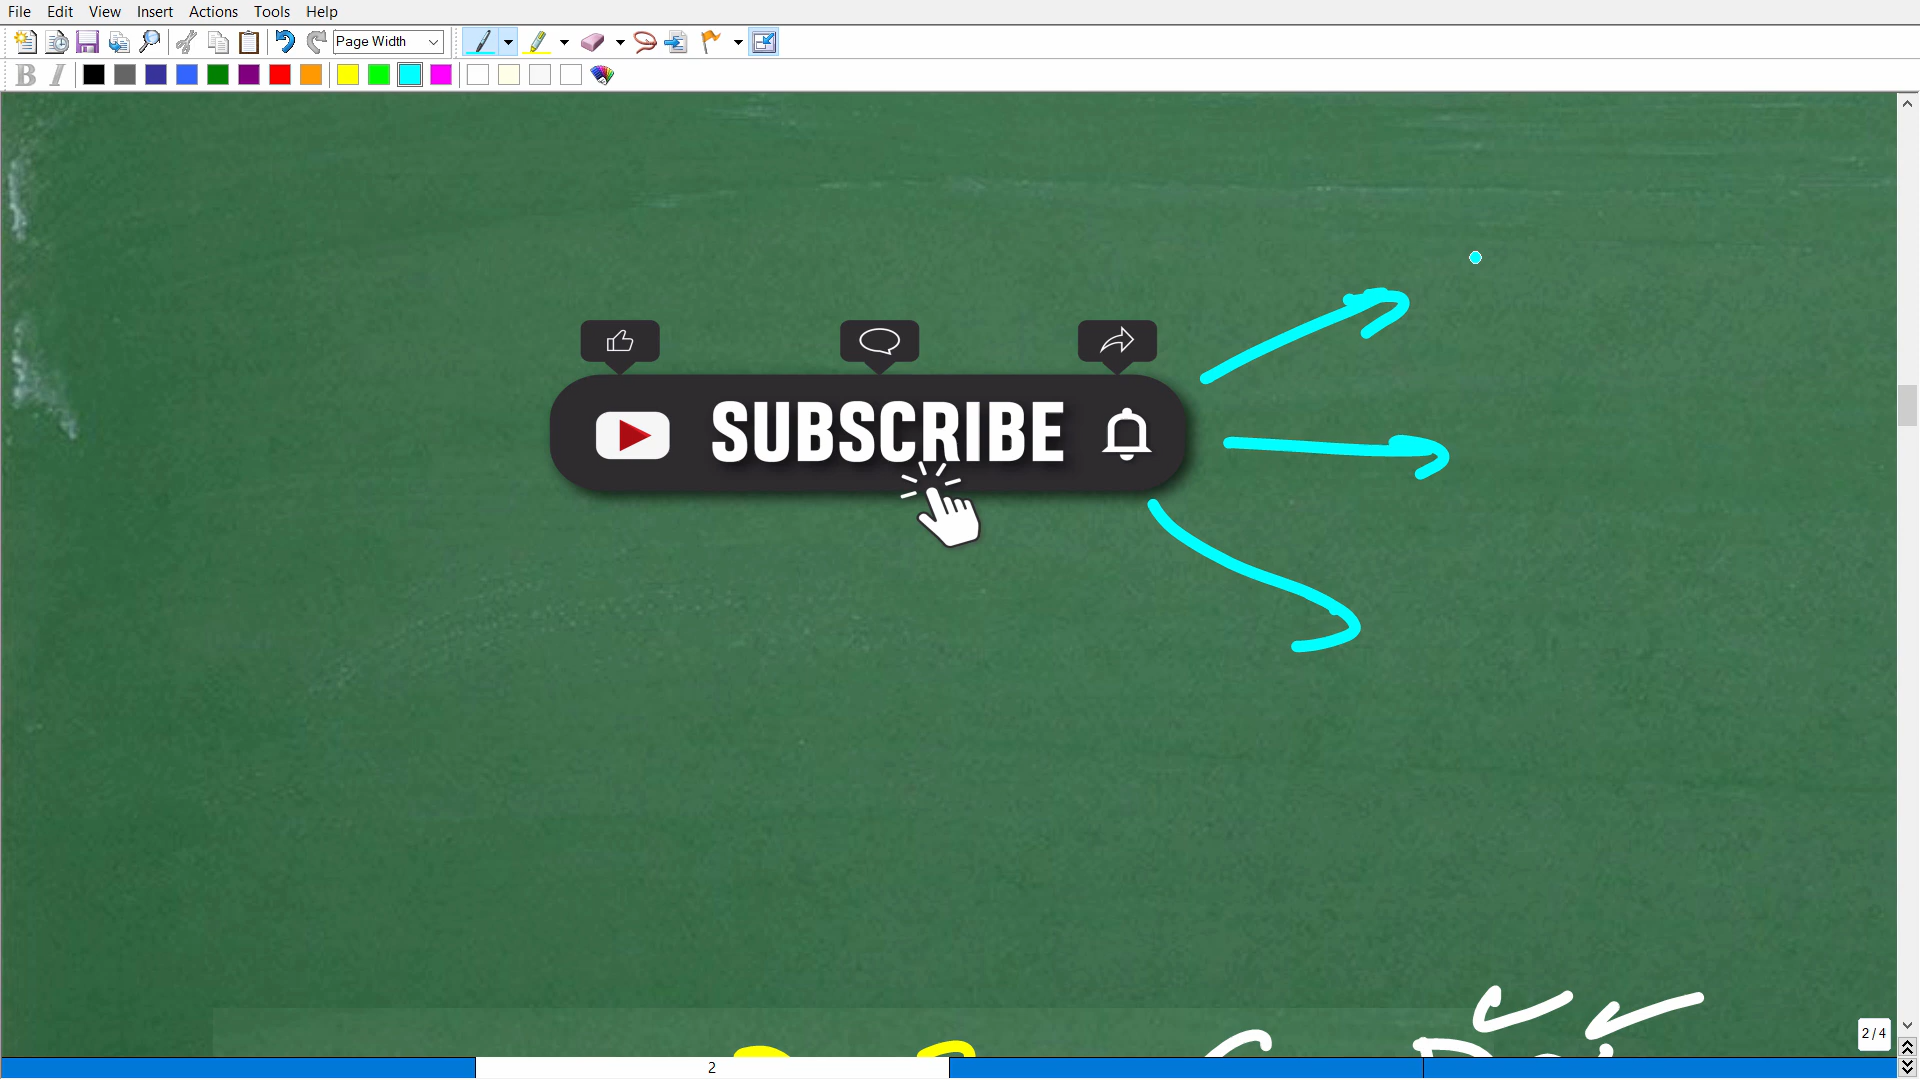 File Edit View Insert Actions Tools Help
Page Width
B I
SUBSCRIBE
2 / 4
2